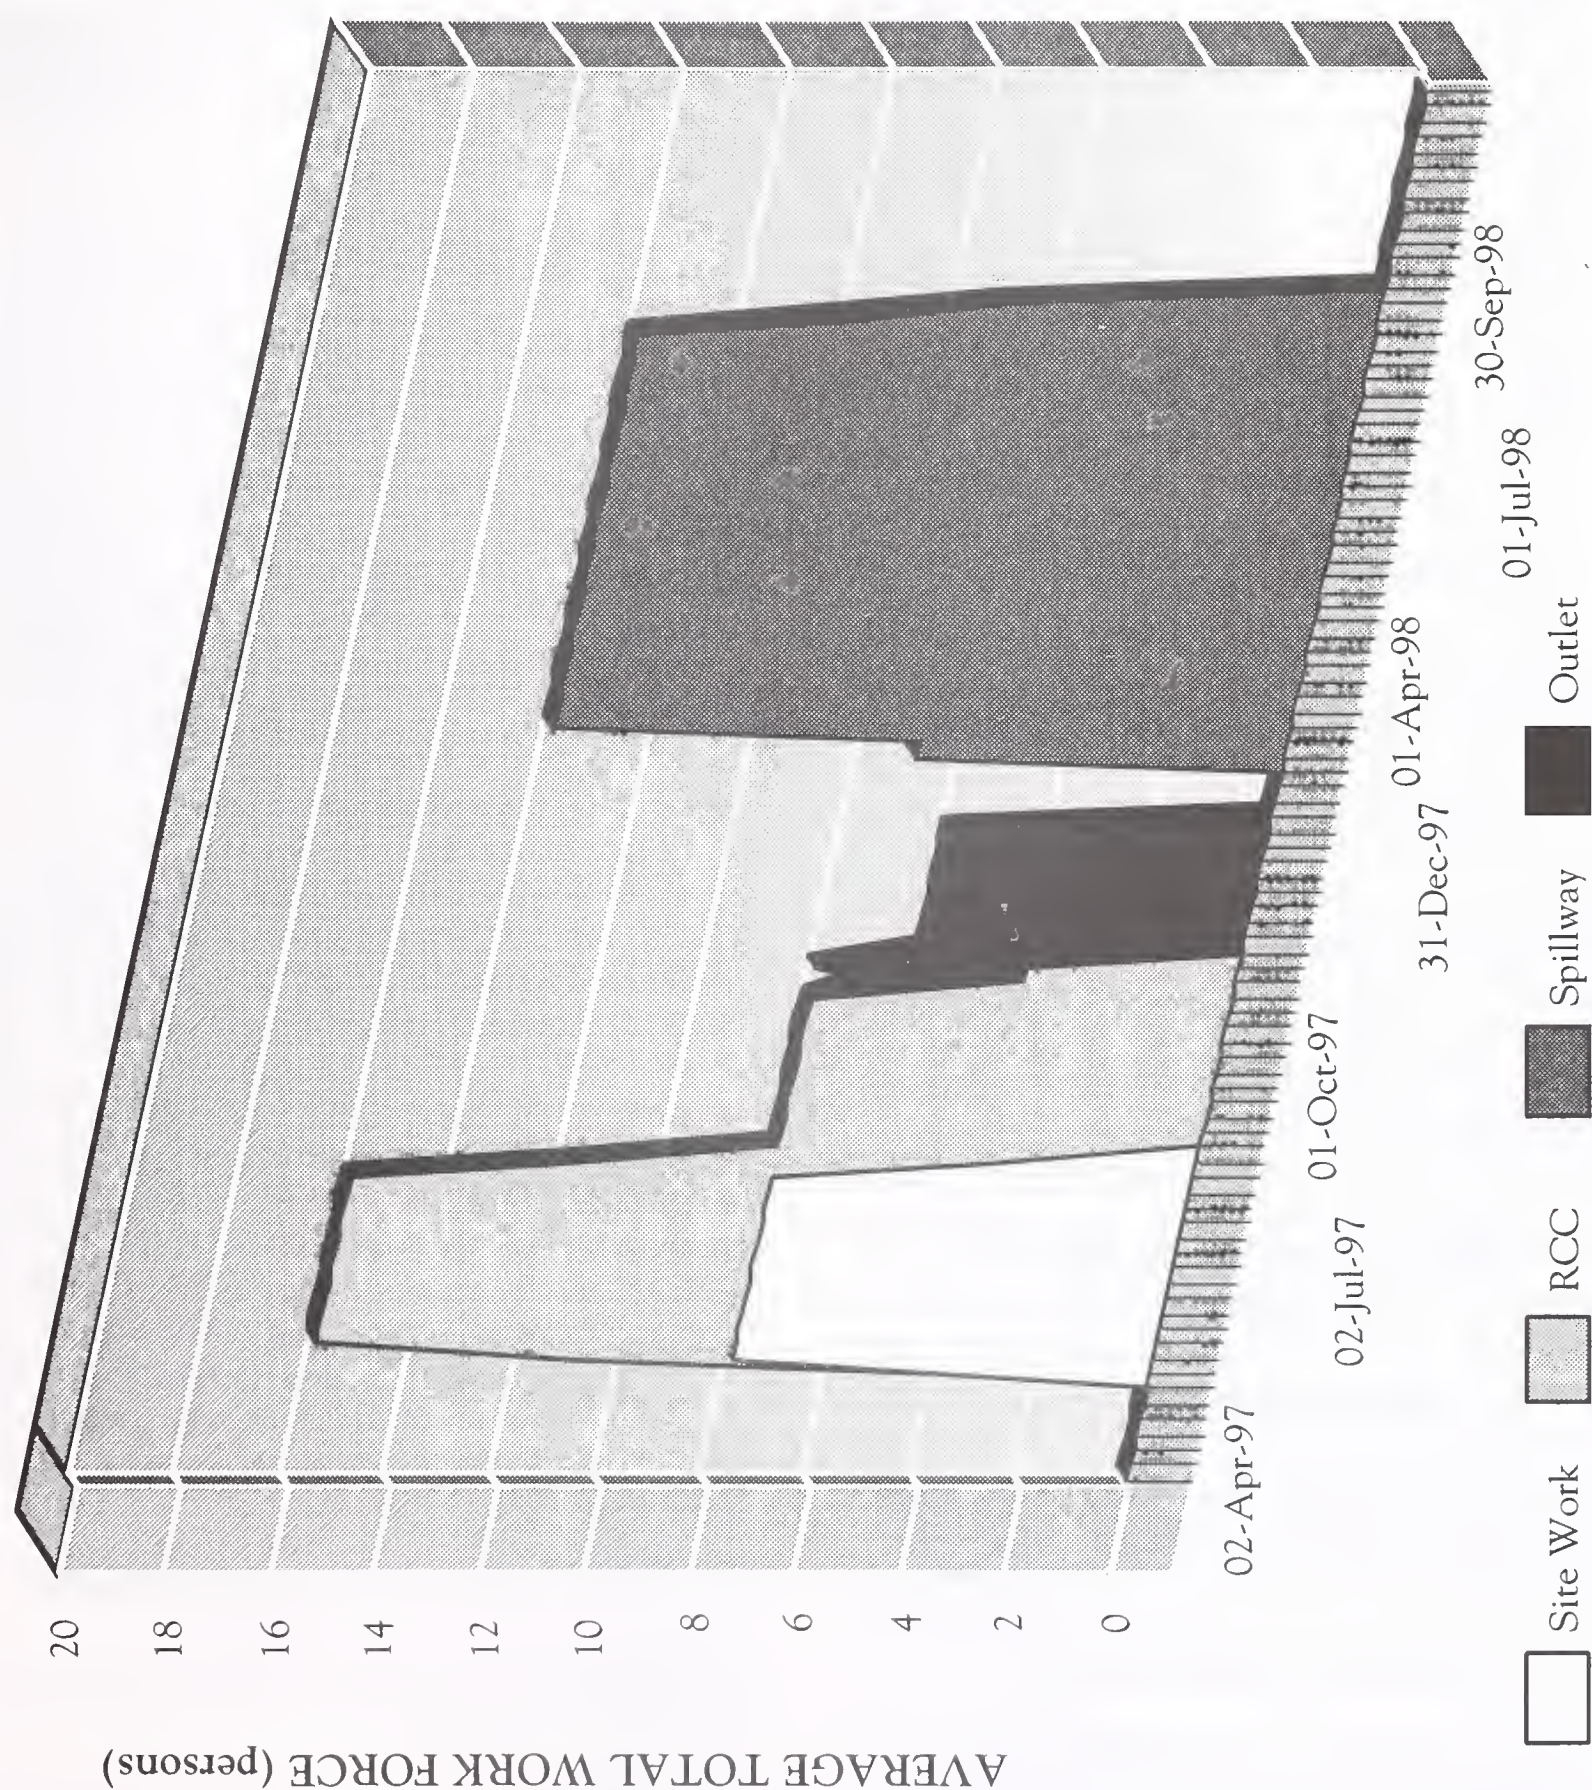 AVERAGE TOTAL WORK FORCE (persons)
20
18
16
14
12
10
8
6
4
2
0
02-Apr-97
02-Jul-97
01-Oct-97
31-Dec-97
01-Apr-98
01-Jul-98
30-Sep-98
Site Work
RCC
Spillway
Outlet